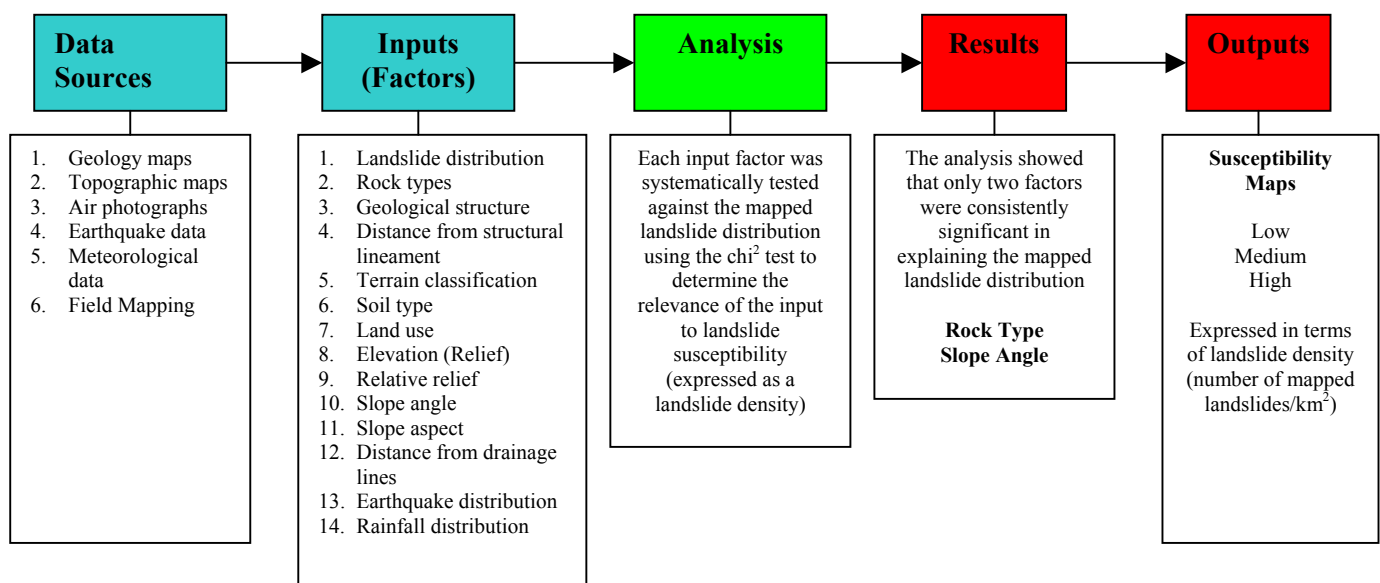 Data
Sources
Inputs
(Factors)
Analysis
Results
Outputs
1. Geology maps
2. Topographic maps
3. Air photographs
4. Earthquake data
5. Meteorological
data
6. Field Mapping
1. Landslide distribution
2. Rock types
3. Geological structure
4. Distance from structural
lineament
5. Terrain classification
6. Soil type
7. Land use
8. Elevation (Relief)
9. Relative relief
10. Slope angle
11. Slope aspect
12. Distance from drainage
lines
13. Earthquake distribution
14. Rainfall distribution
Each input factor was
systematically tested
against the mapped
landslide distribution
using the chi² test to
determine the
relevance of the input
to landslide
susceptibility
(expressed as a
landslide density)
The analysis showed
that only two factors
were consistently
significant in
explaining the mapped
landslide distribution
Rock Type
Slope Angle
Susceptibility
Maps
Low
Medium
High
Expressed in terms
of landslide density
(number of mapped
landslides/km²)